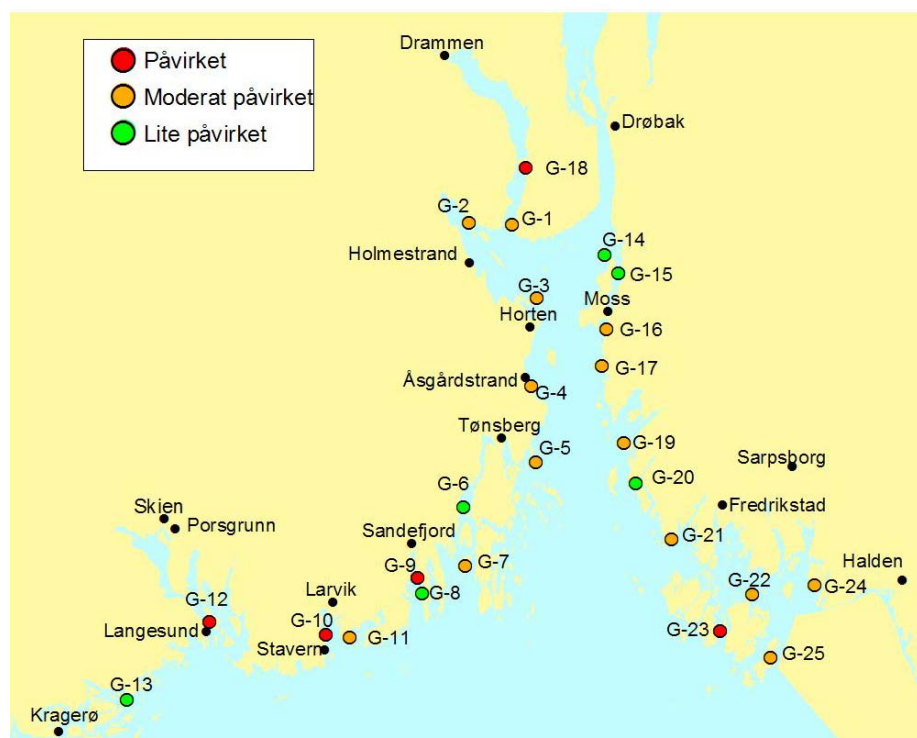 Påvirket
Moderat påvirket
Lite påvirket
Drammen
Drøbak
G-18
G-2
G-1
G-14
Holmestrand
G-15
G-3
Moss
Horten
G-16
G-17
Åsgårdstrand
G-4
Tønsberg
G-19
G-5
Sarpsborg
G-6
G-20
Skien
Fredrikstad
Porsgrunn
Sandefjord
G-21
G-9
G-7
Halden
G-22
G-24
Larvik
G-8
G-12
G-10
Langesund
G-23
G-11
Stavern
G-25
G-13
Kragerø